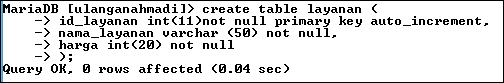 MariaDB [ulanganahmadi]> create table layanan (
    -> id_layanan int(11)not null primary key auto_increment,
    -> nama_layanan varchar (50) not null,
    -> harga int(20) not null
    -> );
Query OK, 0 rows affected (0.04 sec)